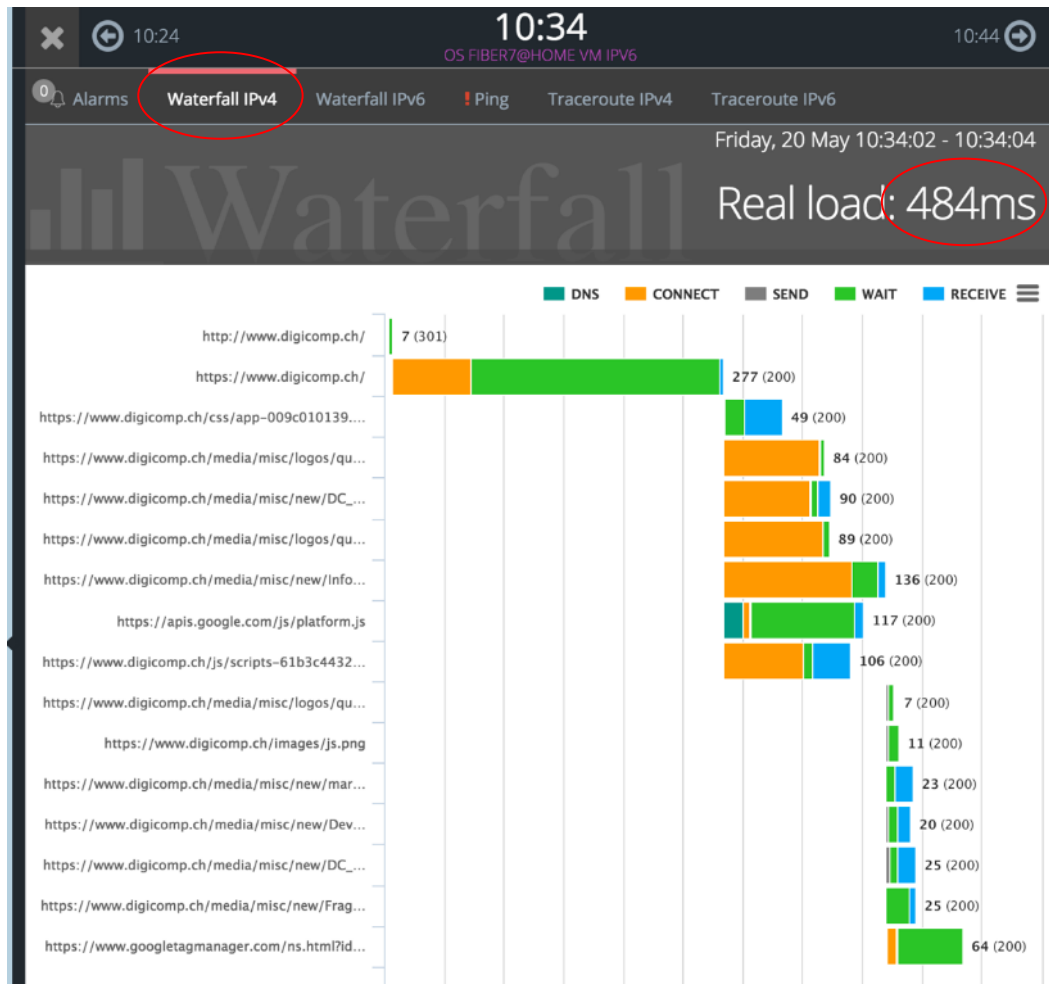 10:24
10:34
OS FIBER7@HOME VM IPV6
10:44
0 Alarms Waterfall IPv4 Waterfall IPv6 ! Ping Traceroute IPv4 Traceroute IPv6
Friday, 20 May 10:34:02 - 10:34:04
Waterfall
Real load: 484ms
DNS CONNECT SEND WAIT RECEIVE
http://www.digicomp.ch/ 7 (301)
https://www.digicomp.ch/ 277 (200)
https://www.digicomp.ch/css/app-009c010139.... 49 (200)
https://www.digicomp.ch/media/misc/logos/qu... 84 (200)
https://www.digicomp.ch/media/misc/new/DC_... 90 (200)
https://www.digicomp.ch/media/misc/logos/qu... 89 (200)
https://www.digicomp.ch/media/misc/new/Info... 136 (200)
https://apis.google.com/js/platform.js 117 (200)
https://www.digicomp.ch/js/scripts-61b3c4432... 106 (200)
https://www.digicomp.ch/media/misc/logos/qu... 7 (200)
https://www.digicomp.ch/images/js.png 11 (200)
https://www.digicomp.ch/media/misc/new/mar... 23 (200)
https://www.digicomp.ch/media/misc/new/Dev... 20 (200)
https://www.digicomp.ch/media/misc/new/DC_... 25 (200)
https://www.digicomp.ch/media/misc/new/Frag... 25 (200)
https://www.googletagmanager.com/ns.html?id... 64 (200)